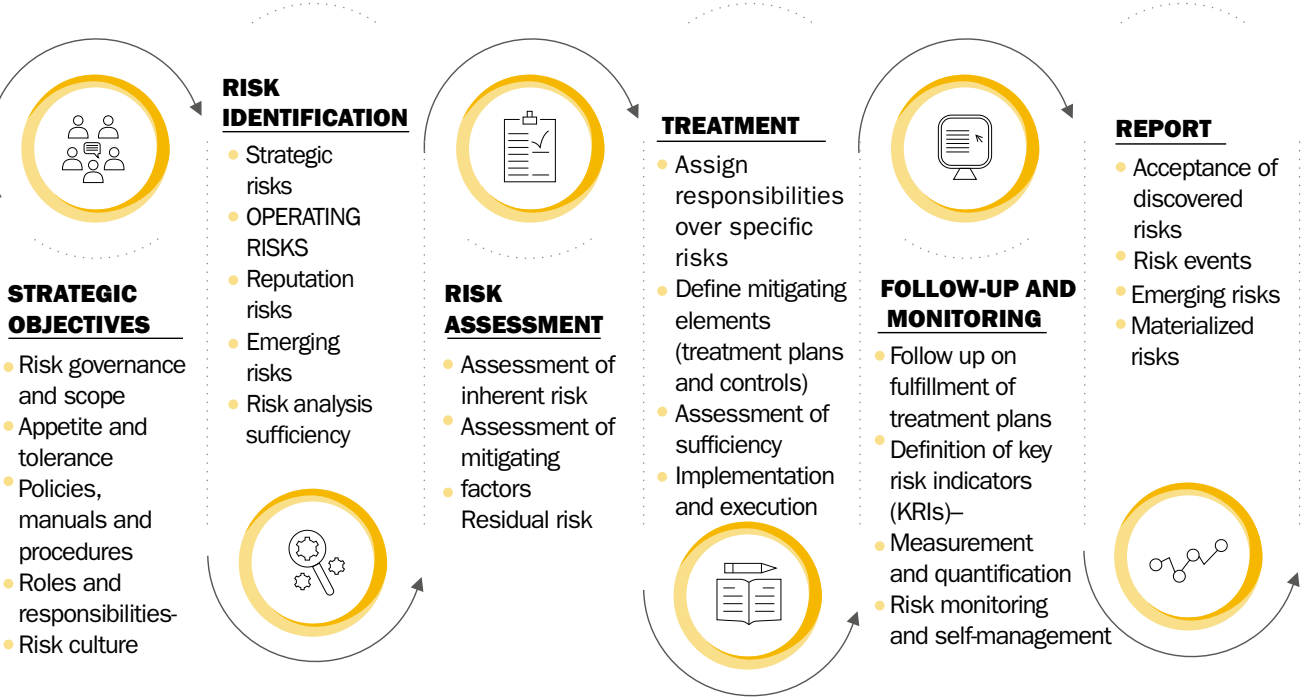 STRATEGIC
OBJECTIVES
Risk governance
and scope
Appetite and
tolerance
Policies,
manuals and
procedures
Roles and
responsibilities-
Risk culture
RISK
IDENTIFICATION
Strategic
risks
OPERATING
RISKS
Reputation
risks
Emerging
risks
Risk analysis
sufficiency
RISK
ASSESSMENT
Assessment of
inherent risk
Assessment of
mitigating
factors
Residual risk
TREATMENT
Assign
responsibilities
over specific
risks
Define mitigating
elements
(treatment plans
and controls)
Assessment of
sufficiency
Implementation
and execution
FOLLOW-UP AND
MONITORING
Follow up on
fulfillment of
treatment plans
Definition of key
risk indicators
(KRIs)–
Measurement
and quantification
Risk monitoring
and self-management
REPORT
Acceptance of
discovered
risks
Risk events
Emerging risks
Materialized
risks